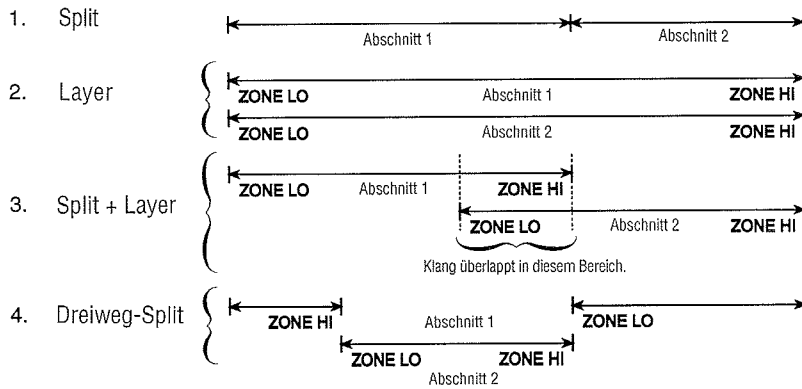 1. Split
Abschnitt 1 Abschnitt 2
2. Layer
ZONE LO Abschnitt 1 ZONE HI
ZONE LO Abschnitt 2 ZONE HI
3. Split + Layer
ZONE LO Abschnitt 1 ZONE HI
ZONE LO Abschnitt 2 ZONE HI
Klang überlappt in diesem Bereich.
4. Dreiweg-Split
ZONE HI Abschnitt 1 ZONE LO
ZONE LO ZONE HI
Abschnitt 2